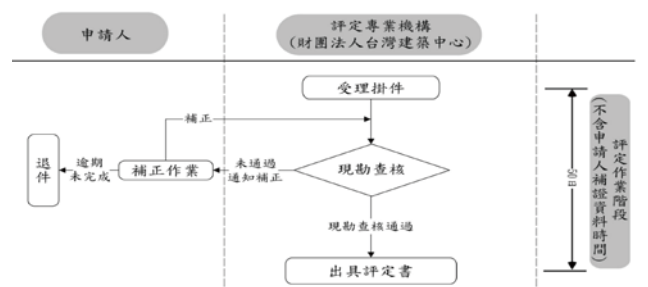 申請人
評定專業機構
(財團法人台灣建築中心)
受理掛件
補正
退件
逾期
未完成
補正作業
未通過
通知補正
現勘查核
現勘查核通過
出具評定書
50日
評定作業階段
(不含申請人補證資料時間)